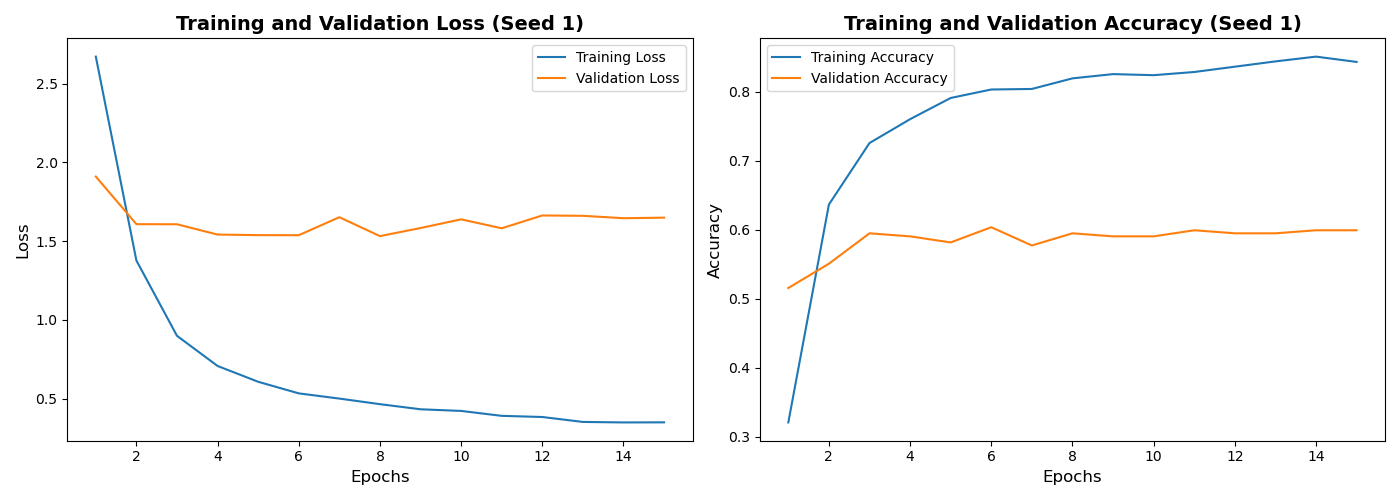 Training and Validation Loss (Seed 1)
Training Loss
Validation Loss
Loss
2.5
2.0
1.5
1.0
0.5
2
4
6
8
10
12
14
Epochs
Training and Validation Accuracy (Seed 1)
Training Accuracy
Validation Accuracy
Accuracy
0.8
0.7
0.6
0.5
0.4
0.3
2
4
6
8
10
12
14
Epochs